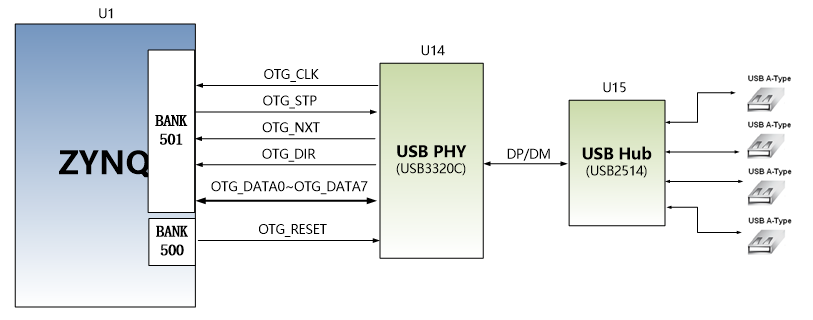 U1
ZYNQ
BANK
501
BANK
500
OTG_CLK
OTG_STP
OTG_NXT
OTG_DIR
OTG_DATA0~OTG_DATA7
OTG_RESET
U14
USB PHY
(USB3320C)
DP/DM
U15
USB Hub
(USB2514)
USB A-Type
USB A-Type
USB A-Type
USB A-Type